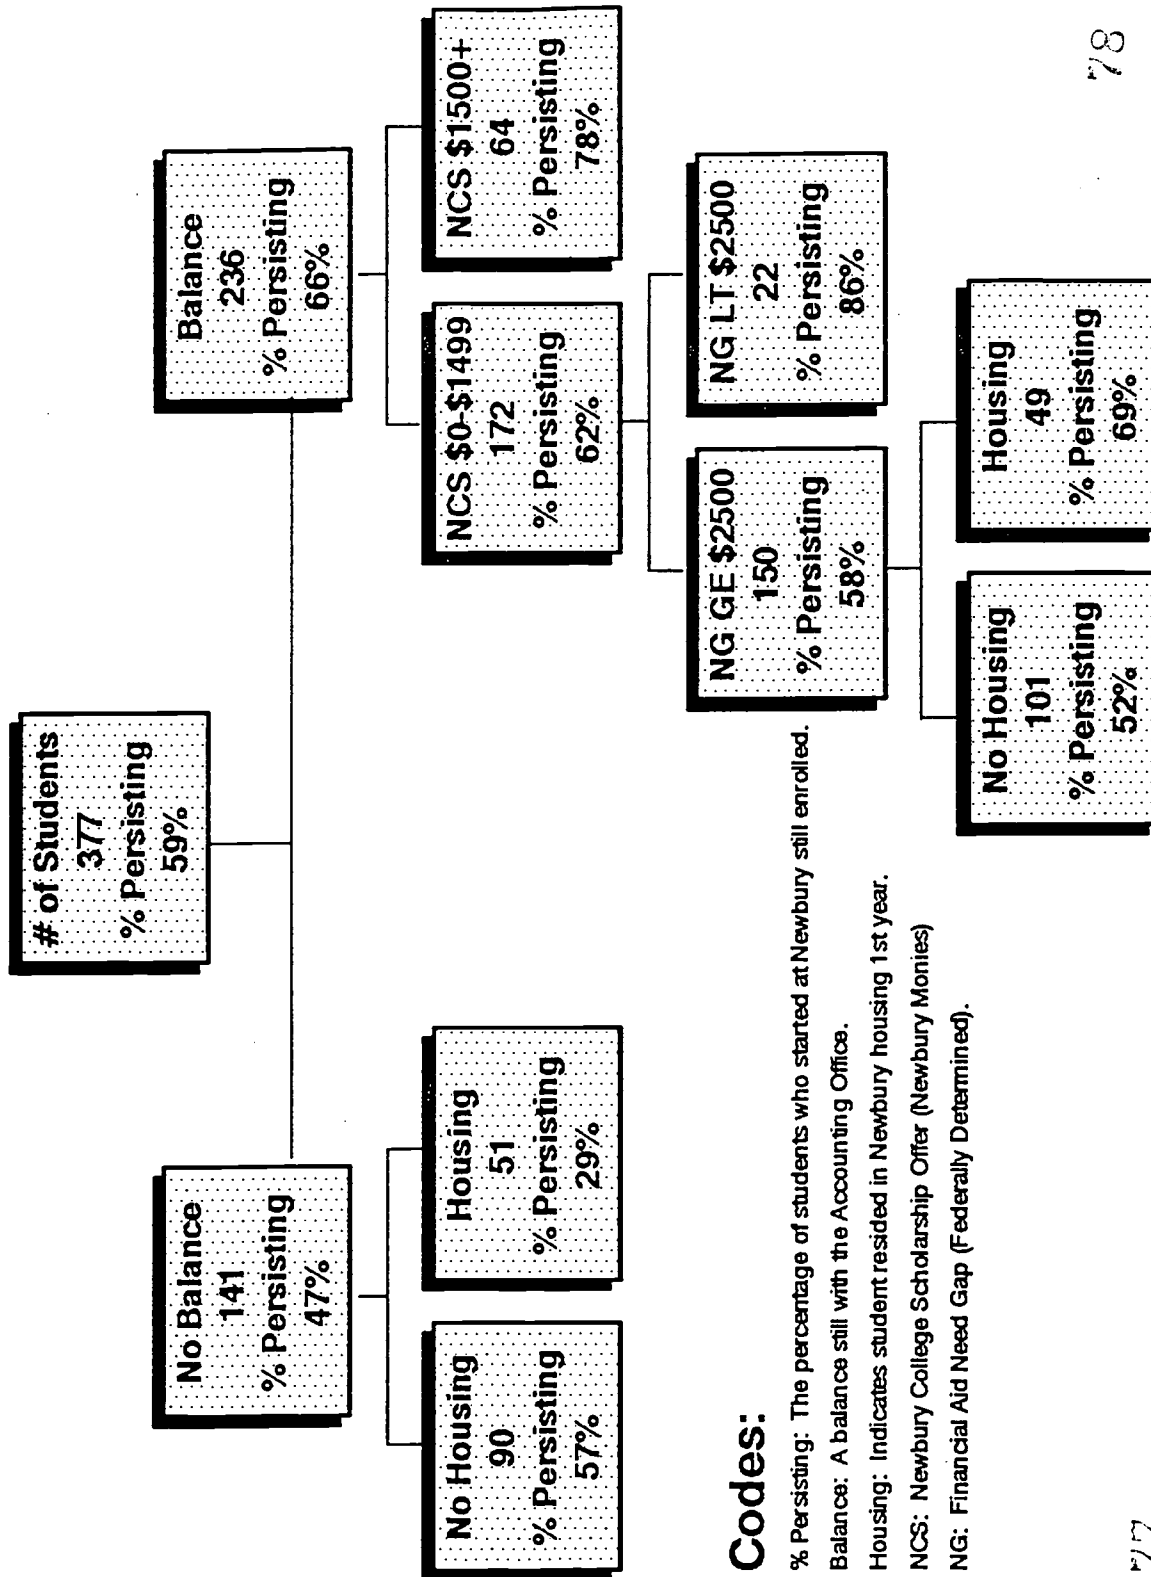 # of Students
377
% Persisting
59%
No Balance
141
% Persisting
47%
Balance
236
% Persisting
66%
No Housing
90
% Persisting
57%
Housing
51
% Persisting
29%
NCS $0-$1499
172
% Persisting
62%
NCS $1500+
64
% Persisting
78%
NG GE $2500
150
% Persisting
58%
NG LT $2500
22
% Persisting
86%
No Housing
101
% Persisting
52%
Housing
49
% Persisting
69%
Codes:
% Persisting: The percentage of students who started at Newbury still enrolled.
Balance: A balance still with the Accounting Office.
Housing: Indicates student resided in Newbury housing 1st year.
NCS: Newbury College Scholarship Offer (Newbury Monies)
NG: Financial Aid Need Gap (Federally Determined).
77
78